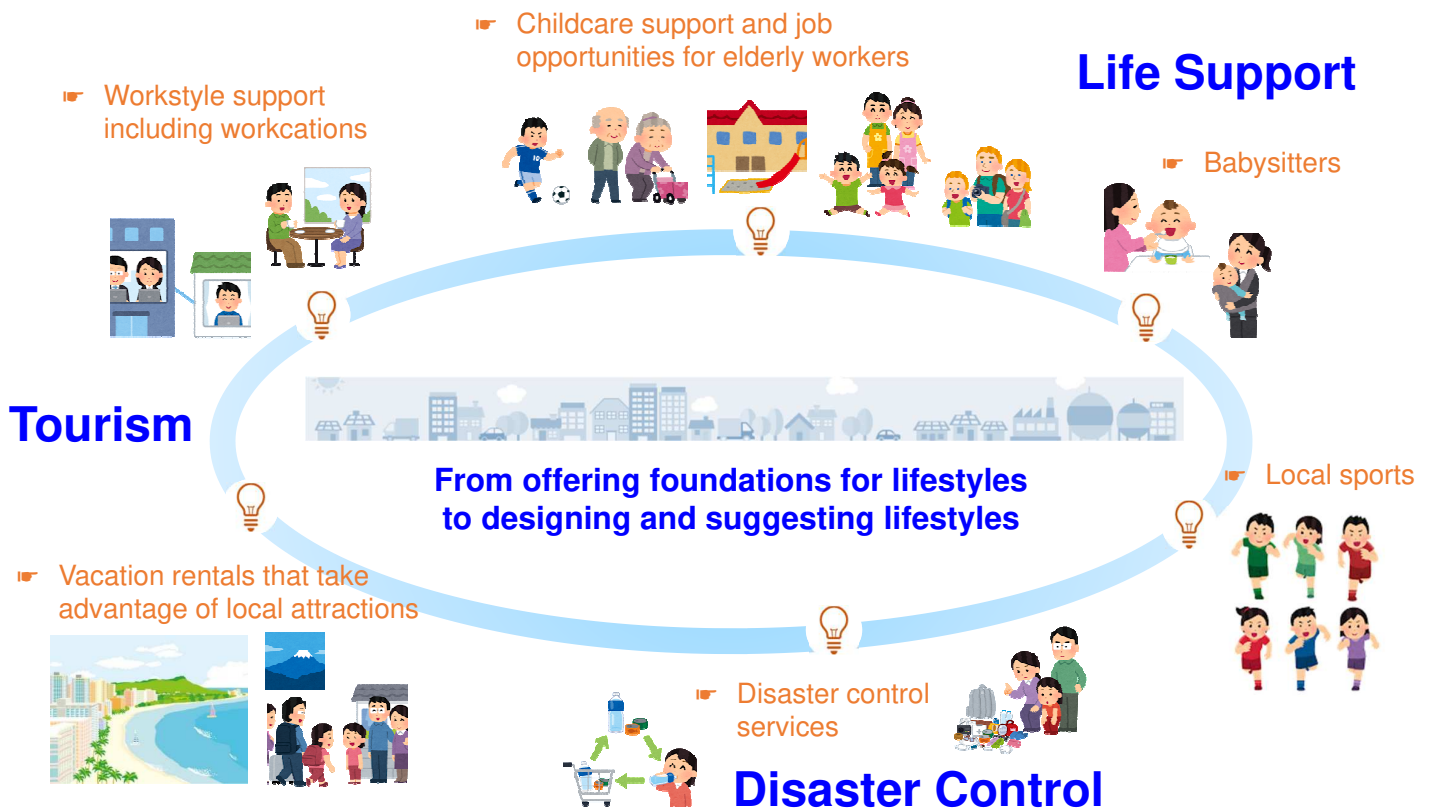 ☛ Childcare support and job
opportunities for elderly workers
Life Support
☛ Workstyle support
including workcations
☛ Babysitters
Tourism
From offering foundations for lifestyles
to designing and suggesting lifestyles
☛ Local sports
☛ Vacation rentals that take
advantage of local attractions
☛ Disaster control
services
Disaster Control